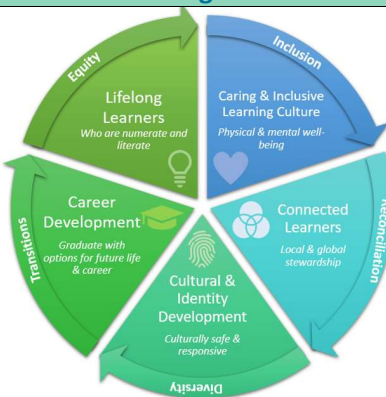 Equity
Lifelong
Learners
Who are numerate and
literate
Inclusion
Caring & Inclusive
Learning Culture
Physical & mental well-
being
Reconciliation
Connected
Learners
Local & global
stewardship
Diversity
Cultural &
Identity
Development
Culturally safe &
responsive
Transitions
Career
Development
Graduate with
options for future life
& career